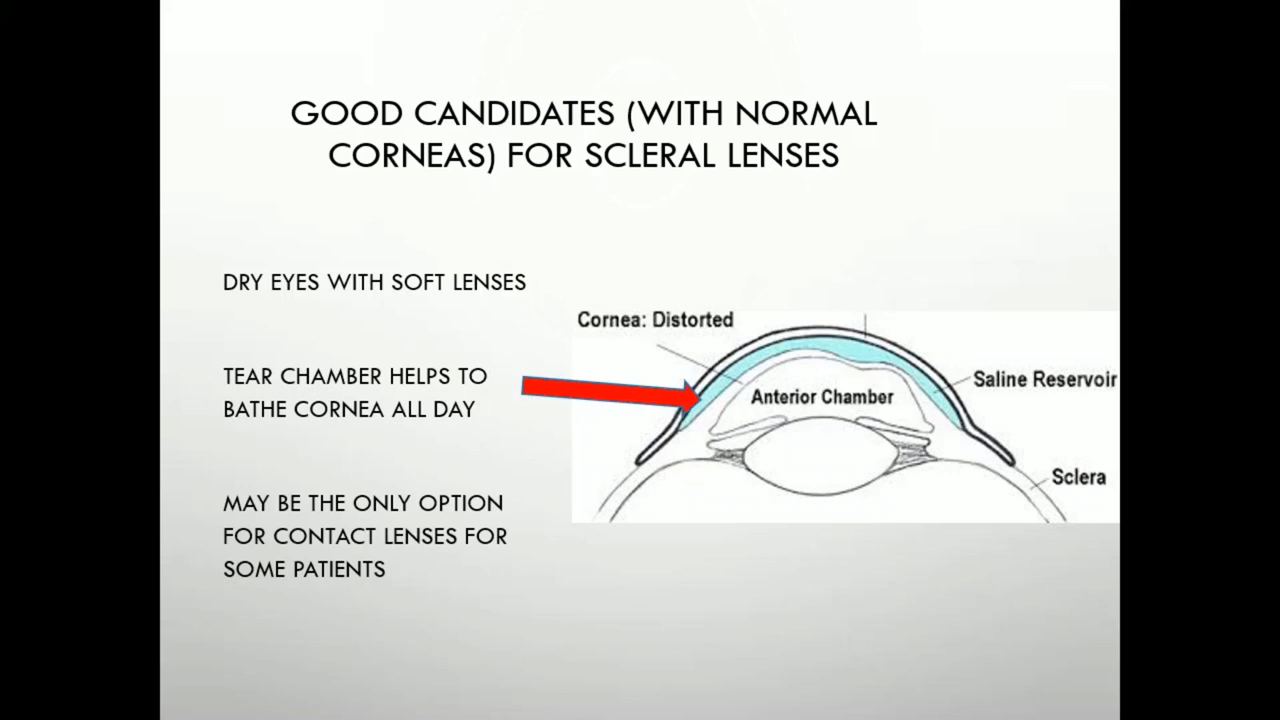 GOOD CANDIDATES (WITH NORMAL
CORNEAS) FOR SCLERAL LENSES
DRY EYES WITH SOFT LENSES
TEAR CHAMBER HELPS TO
BATHE CORNEA ALL DAY
MAY BE THE ONLY OPTION
FOR CONTACT LENSES FOR
SOME PATIENTS
Cornea: Distorted
Anterior Chamber
Saline Reservoir
Sclera